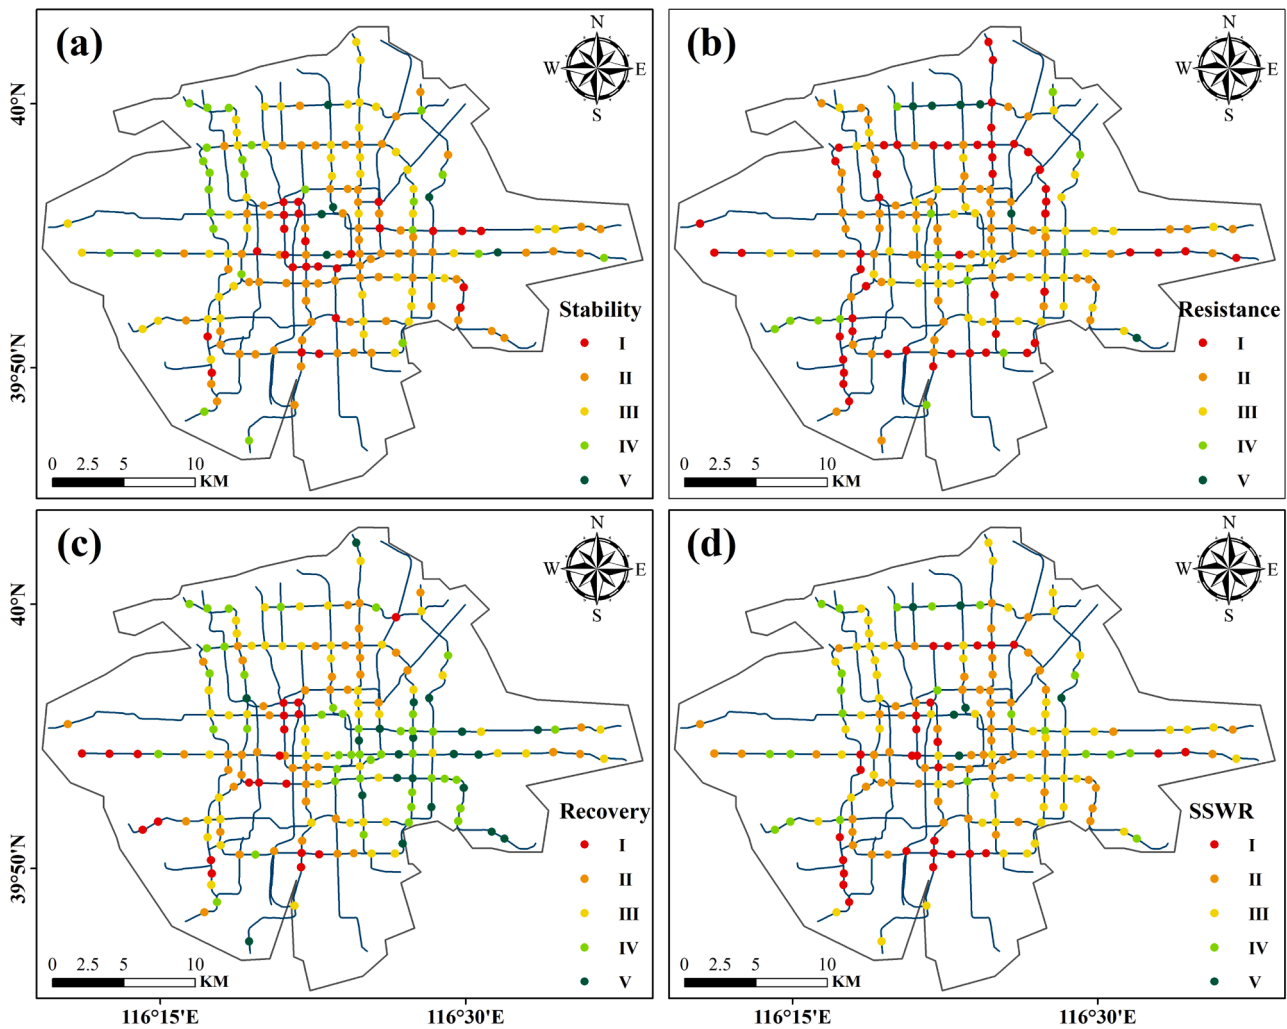 (a)
N
W E
S
40°N
39°50'N
Stability
I
II
III
IV
V
0 2.5 5 10
KM
(b)
N
W E
S
Resistance
I
II
III
IV
V
0 2.5 5 10
KM
(c)
N
W E
S
40°N
39°50'N
Recovery
I
II
III
IV
V
0 2.5 5 10
KM
116°15'E 116°30'E
(d)
N
W E
S
SSWR
I
II
III
IV
V
0 2.5 5 10
KM
116°15'E 116°30'E